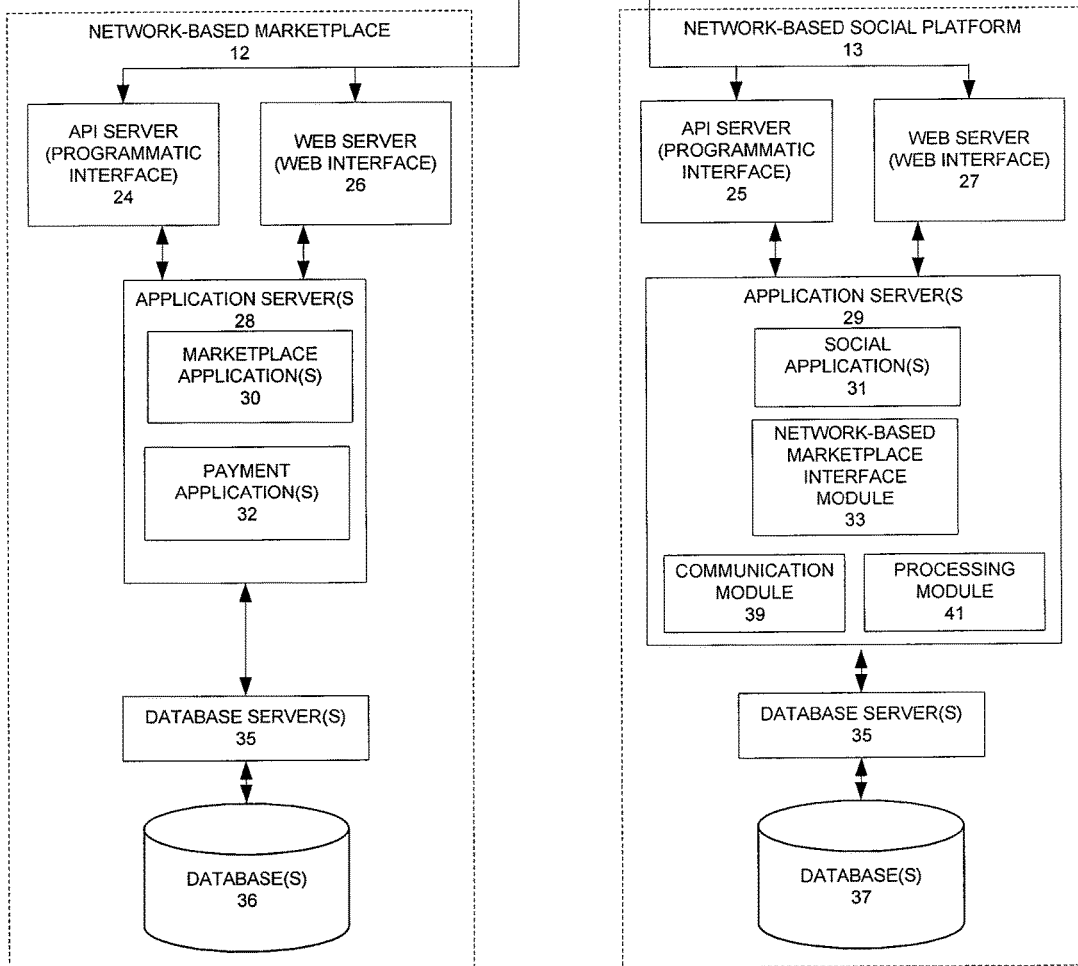 NETWORK-BASED MARKETPLACE
12
API SERVER
(PROGRAMMATIC
INTERFACE)
24
WEB SERVER
(WEB INTERFACE)
26
APPLICATION SERVER(S
28
MARKETPLACE
APPLICATION(S)
30
PAYMENT
APPLICATION(S)
32
DATABASE SERVER(S)
35
DATABASE(S)
36
NETWORK-BASED SOCIAL PLATFORM
13
API SERVER
(PROGRAMMATIC
INTERFACE)
25
WEB SERVER
(WEB INTERFACE)
27
APPLICATION SERVER(S
29
SOCIAL
APPLICATION(S)
31
NETWORK-BASED
MARKETPLACE
INTERFACE
MODULE
33
COMMUNICATION
MODULE
39
PROCESSING
MODULE
41
DATABASE SERVER(S)
35
DATABASE(S)
37